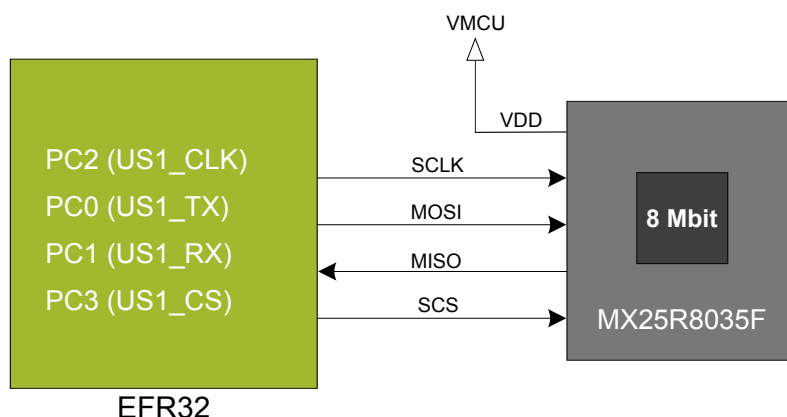 VMCU
VDD
PC2 (US1_CLK)
SCLK
PC0 (US1_TX)
MOSI
8 Mbit
PC1 (US1_RX)
MISO
PC3 (US1_CS)
SCS
MX25R8035F
EFR32